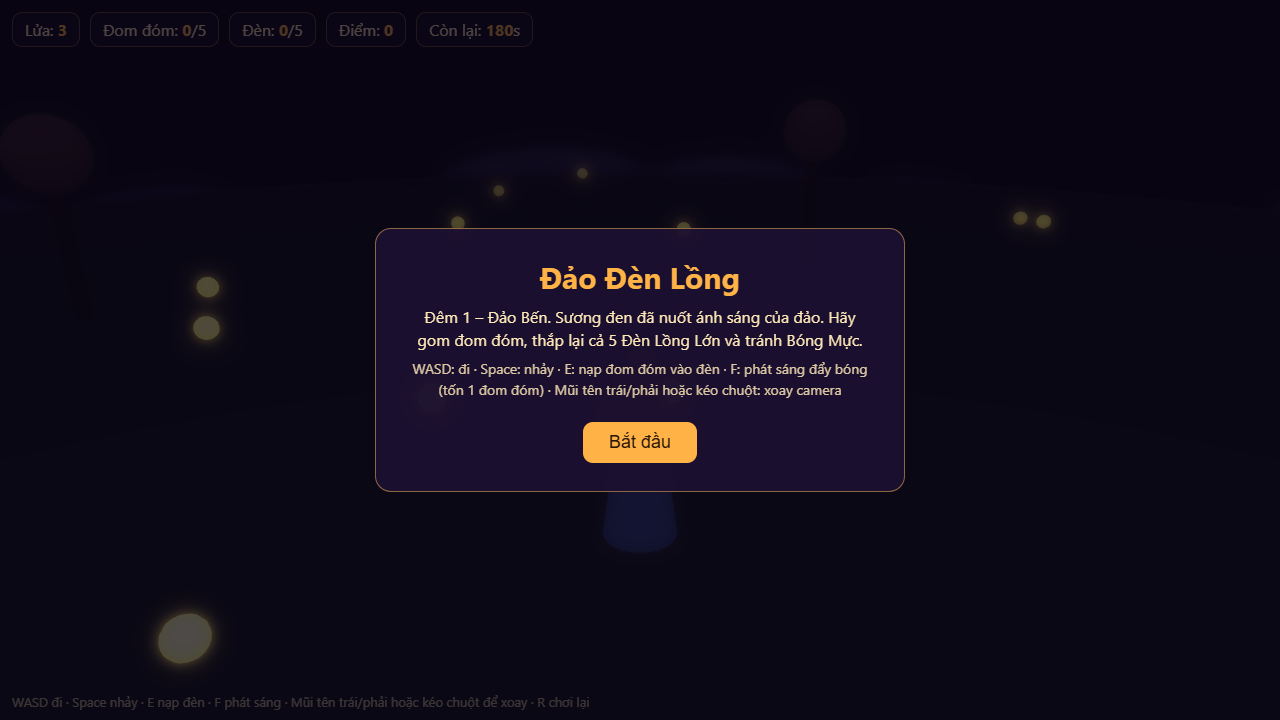 Lửa: 3 Đom đóm: 0/5 Đèn: 0/5 Điểm: 0 Còn lại: 180s
Đảo Đèn Lồng
Đêm 1 – Đảo Bến. Sương đen đã nuốt ánh sáng của đảo. Hãy
gom đom đóm, thắp lại cả 5 Đèn Lồng Lớn và tránh Bóng Mực.
WASD: đi · Space: nhảy · E: nạp đom đóm vào đèn · F: phát sáng đẩy bóng
(tốn 1 đom đóm) · Mũi tên trái/phải hoặc kéo chuột: xoay camera
Bắt đầu
WASD đi · Space nhảy · E nạp đèn · F phát sáng · Mũi tên trái/phải hoặc kéo chuột để xoay · R chơi lại